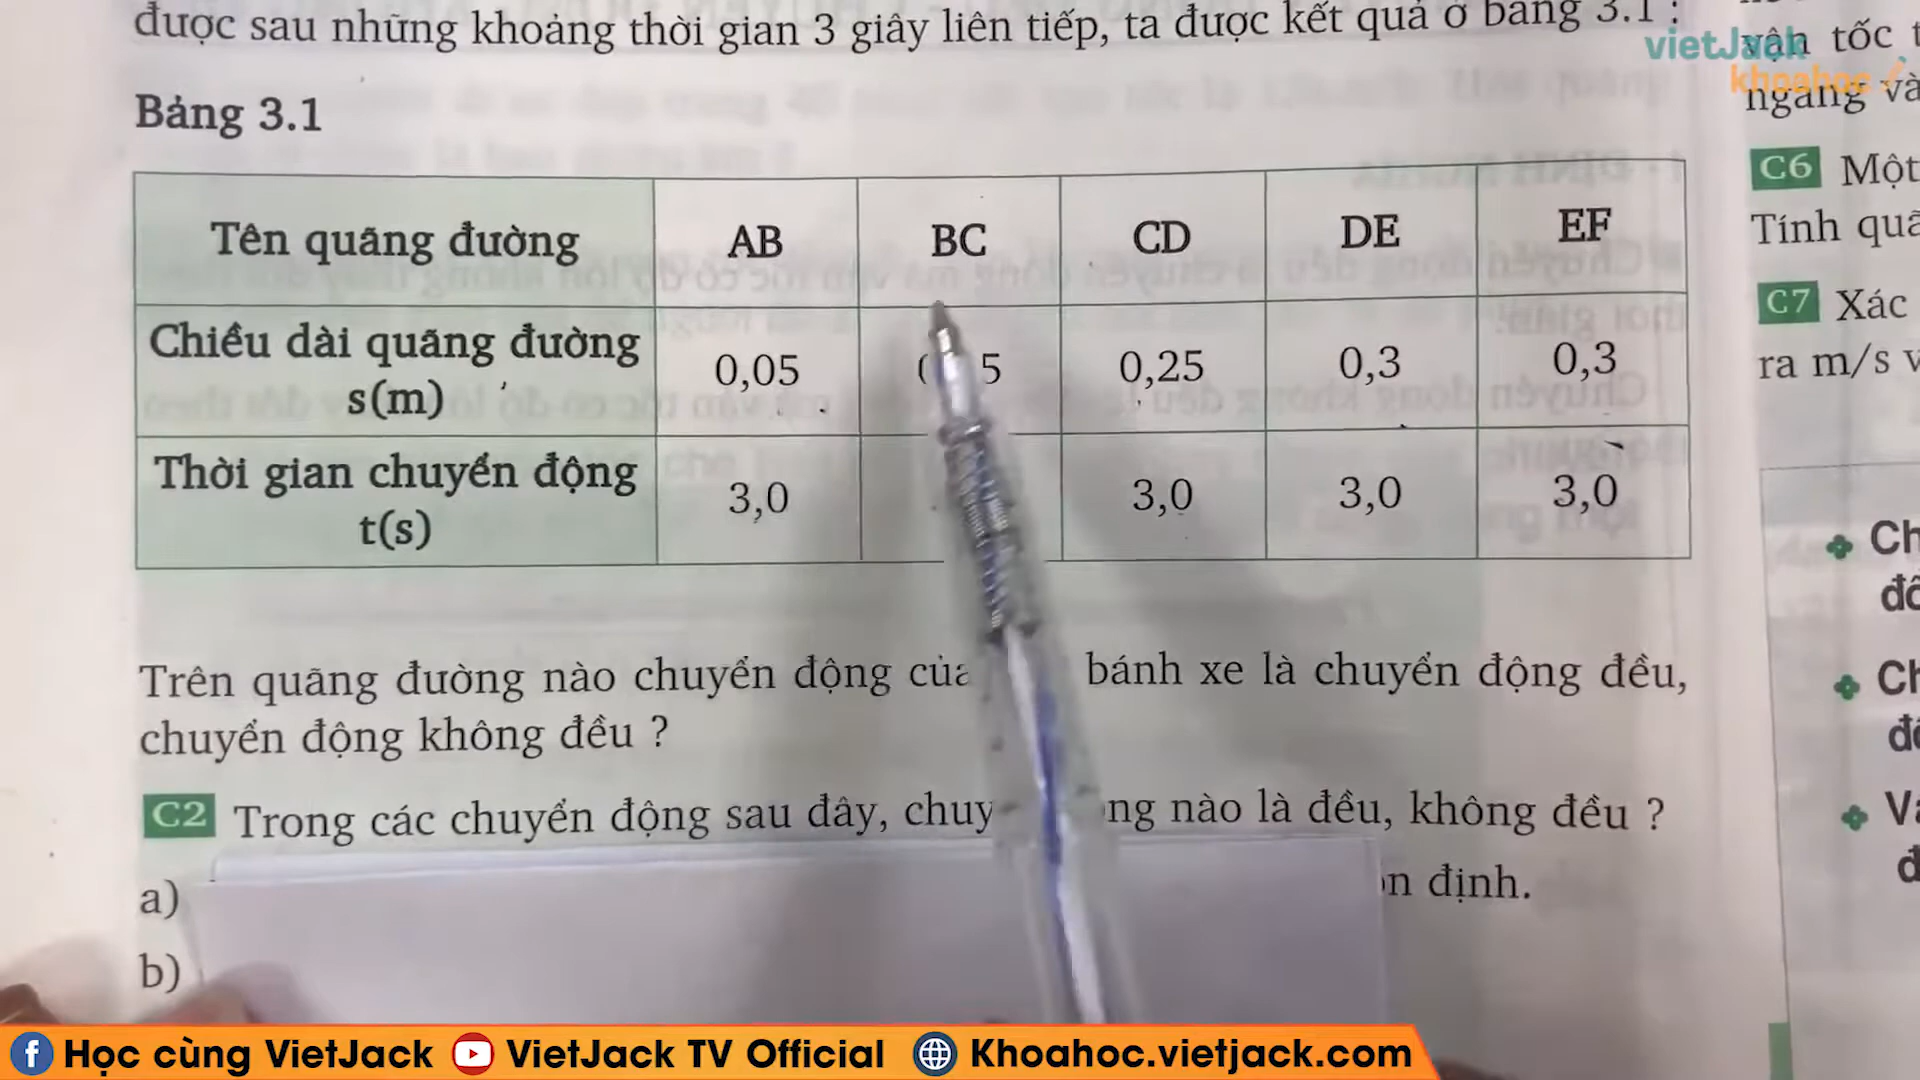 được sau những khoảng thời gian 3 giây liên tiếp, ta được kết quả ở bảng 3.1 :
Bảng 3.1
Tên quãng đường AB BC CD DE EF
Chiều dài quãng đường s(m) 0,05 5 0,25 0,3 0,3
Thời gian chuyển động t(s) 3,0 3,0 3,0 3,0
Trên quãng đường nào chuyển động của bánh xe là chuyển động đều,
chuyển động không đều ?
C2 Trong các chuyển động sau đây, nào là đều, không đều ?
a) định.
b)
vận tốc
ngang và
C6 Một
Tính
C7 Xác
ra m/s
vietJack
khoahoc
Học cùng VietJack VietJack TV Official Khoahoc.vietjack.com